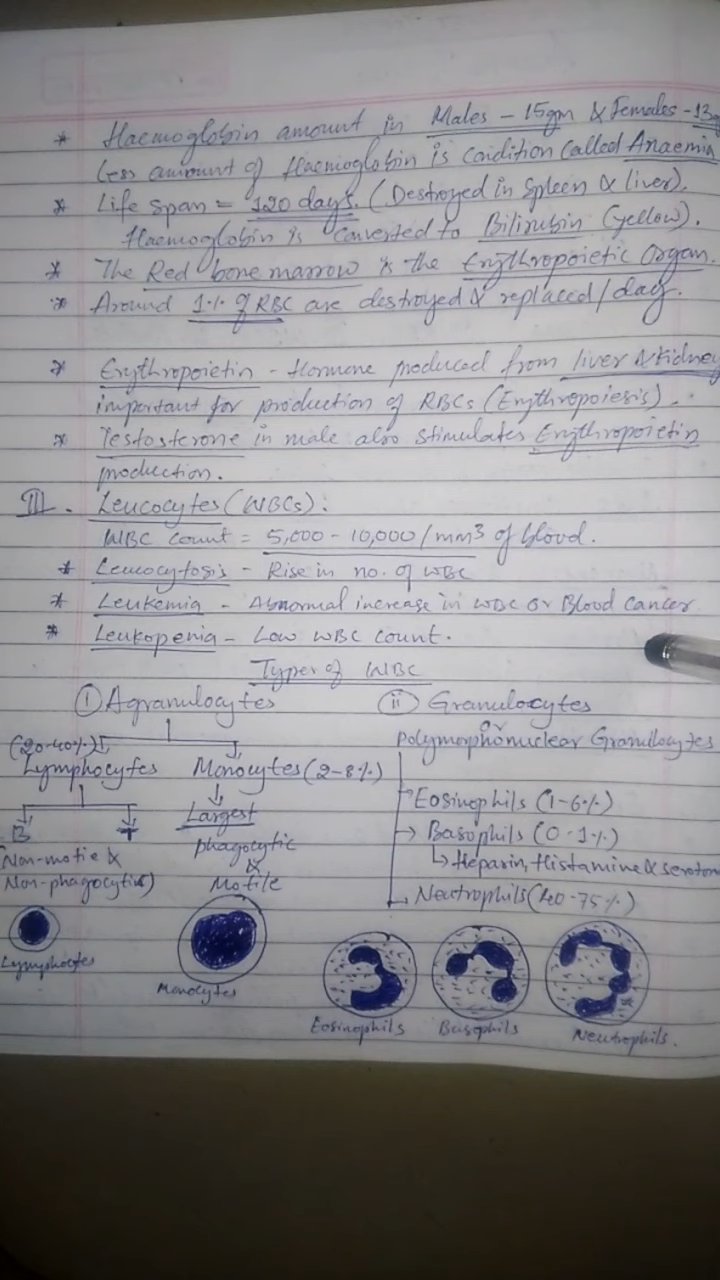 * Haemoglobin amount in Males - 15gm & Females - 13g
Less amount of Haemoglobin is condition called Anaemia
* Life span = 120 days. (Destroyed in Spleen & liver).
Haemoglobin is converted to Bilirubin (yellow).
* The Red bone marrow is the Erythropoietic Organ.
* Around 1% of RBC are destroyed & replaced/day.
* Erythropoietin - Hormone produced from liver & Kidney
important for production of RBCs (Erythropoiesis).
* Testosterone in male also stimulates Erythropoietin
production.
III. Leucocytes (WBCs):
WBC Count = 5,000 - 10,000/mm3 of blood.
* Leucocytosis - Rise in no. of WBC
* Leukemia - Abnormal increase in WBC or Blood Cancer
* Leukopenia - Low WBC count.
Types of WBC
① Agranulocytes ⅱ Granulocytes
or
(20-40%) Polymorphonuclear Granulocytes
Lymphocytes Monocytes (2-8%)
Eosinophils (1-6%)
Largest
B T → Basophils (0-1%)
(Non-motile & phagocytic ↳ Heparin, Histamine & seroton
Non-phagocytic) & Motile
→ Neutrophils (40-75%)
Lymphocytes
Monocytes
Eosinophils Basophils Neutrophils.